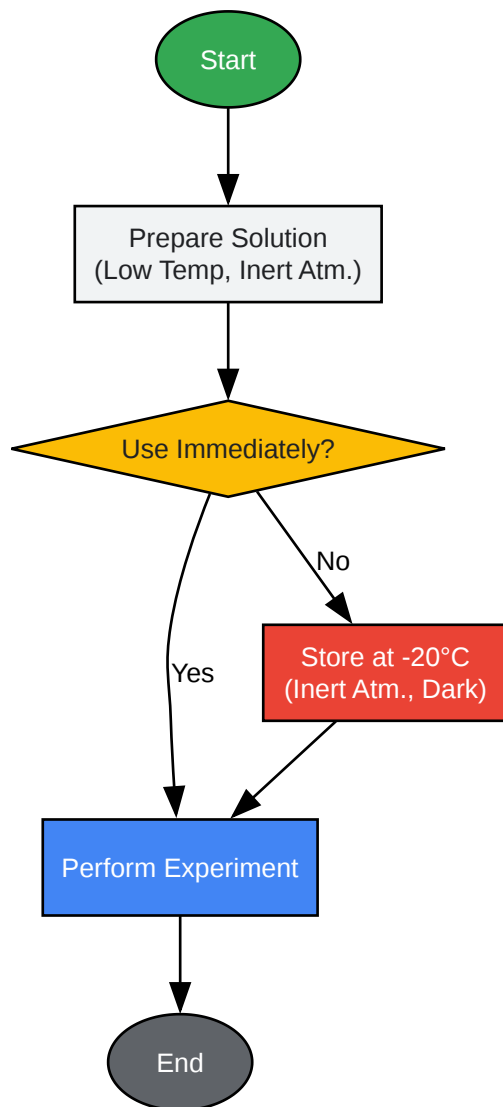 Start
Prepare Solution
(Low Temp, Inert Atm.)
Use Immediately?
No
Yes
Store at -20°C
(Inert Atm., Dark)
Perform Experiment
End